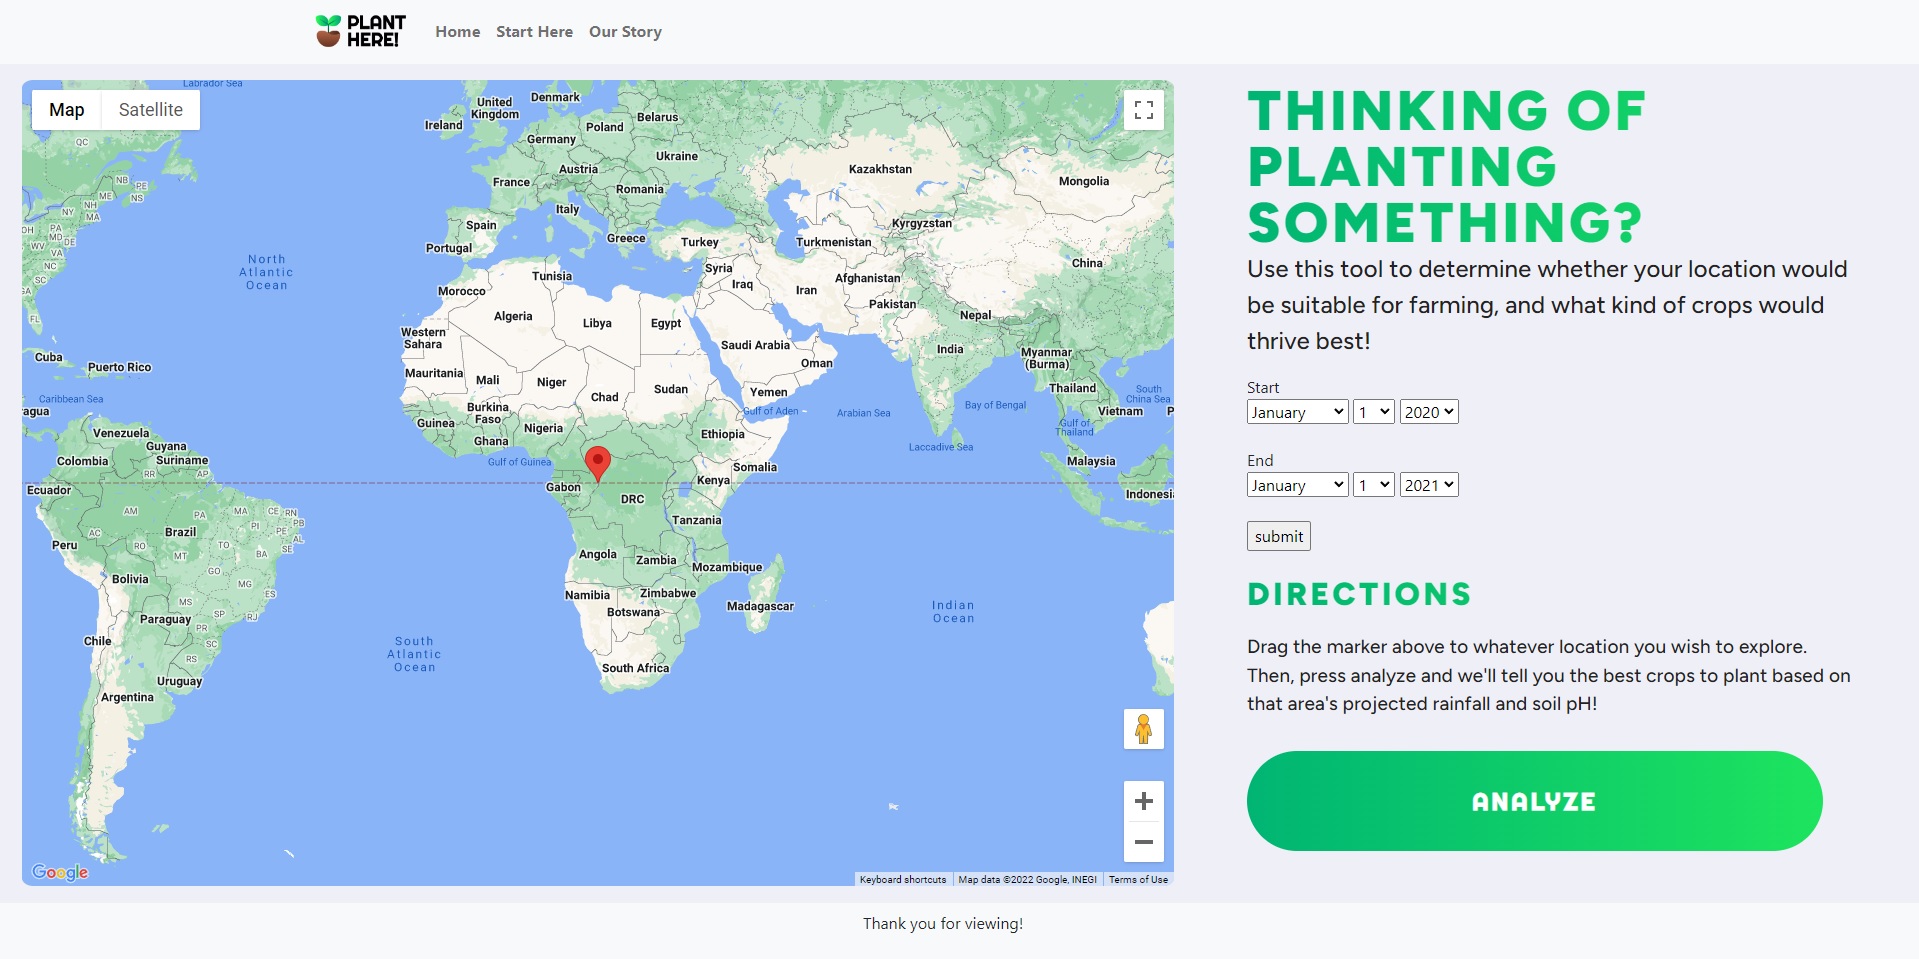 PLANT
HERE!
Home
Start Here
Our Story
Map
Satellite
Labrador Sea
QC
NB
PE
ME
NS
NH
NY
MA
OH
PA
MD
DE
WV
VA
NC
SC
GA
FL
North
Atlantic
Ocean
Cuba
Puerto Rico
Caribbean Sea
agua
Venezuela
Guyana
Colombia
Suriname
RR
AP
Ecuador
AM
PA
MA
CE
RN
PB
PI
PE
AC
Brazil
AL
SE
TO
RO
MT
BA
Peru
GO
Bolivia
MG
ES
MS
SP
Paraguay
RJ
PR
SC
Chile
RS
Uruguay
Argentina
South
Atlantic
Ocean
United
Kingdom
Denmark
Ireland
Belarus
Poland
Germany
Ukraine
Austria
France
Romania
Italy
Spain
Portugal
Greece
Turkey
Kazakhstan
Mongolia
Kyrgyzstan
Turkmenistan
China
Syria
Tunisia
Morocco
Iraq
Iran
Afghanistan
Pakistan
Nepal
Algeria
Libya
Egypt
Western
Sahara
Saudi Arabia
India
Myanmar
(Burma)
Oman
Mauritania
Mali
Niger
Chad
Sudan
Yemen
Thailand
South
China Sea
Burkina
Faso
Gulf of Aden
Arabian Sea
Bay of Bengal
Vietnam
P
Guinea
Nigeria
Ghana
Ethiopia
Gulf of
Thailand
Laccadive Sea
Gulf of Guinea
Somalia
Malaysia
Gabon
Kenya
DRC
Indonesi
Tanzania
Angola
Zambia
Mozambique
Namibia
Zimbabwe
Botswana
Madagascar
Indian
Ocean
South Africa
Google
Keyboard shortcuts
Map data ©2022 Google, INEGI
Terms of Use
THINKING OF
PLANTING
SOMETHING?
Use this tool to determine whether your location would
be suitable for farming, and what kind of crops would
thrive best!
Start
January 1 2020
End
January 1 2021
submit
DIRECTIONS
Drag the marker above to whatever location you wish to explore.
Then, press analyze and we'll tell you the best crops to plant based on
that area's projected rainfall and soil pH!
ANALYZE
Thank you for viewing!